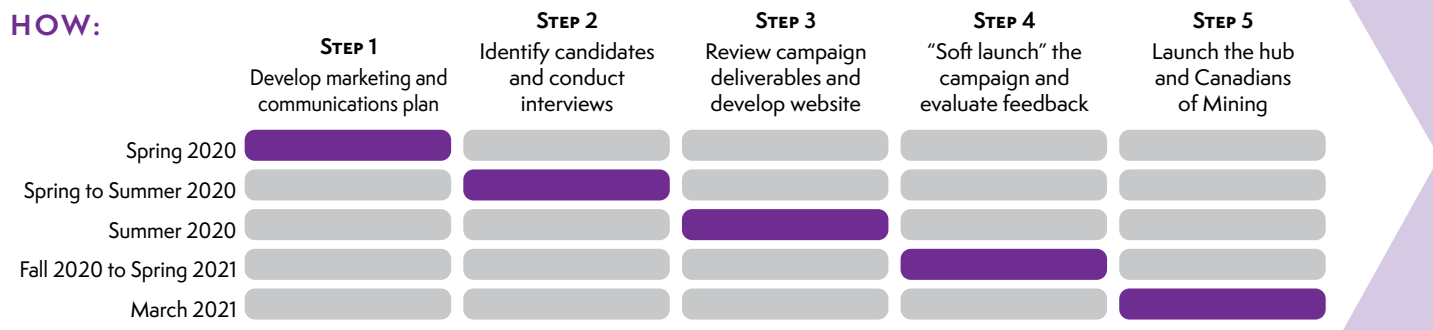 HOW:
STEP 1
Develop marketing and
communications plan
STEP 2
Identify candidates
and conduct
interviews
STEP 3
Review campaign
deliverables and
develop website
STEP 4
“Soft launch” the
campaign and
evaluate feedback
STEP 5
Launch the hub
and Canadians
of Mining
Spring 2020
Spring to Summer 2020
Summer 2020
Fall 2020 to Spring 2021
March 2021